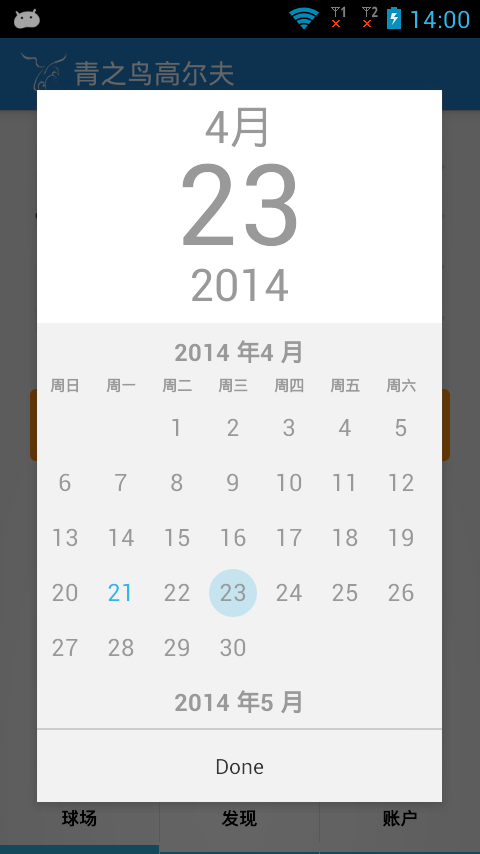 1 2 14:00
青之鸟高尔夫
4月
23
2014
2014 年4 月
周日 周一 周二 周三 周四 周五 周六
1 2 3 4 5
6 7 8 9 10 11 12
13 14 15 16 17 18 19
20 21 22 23 24 25 26
27 28 29 30
2014 年5 月
Done
球场 发现 账户